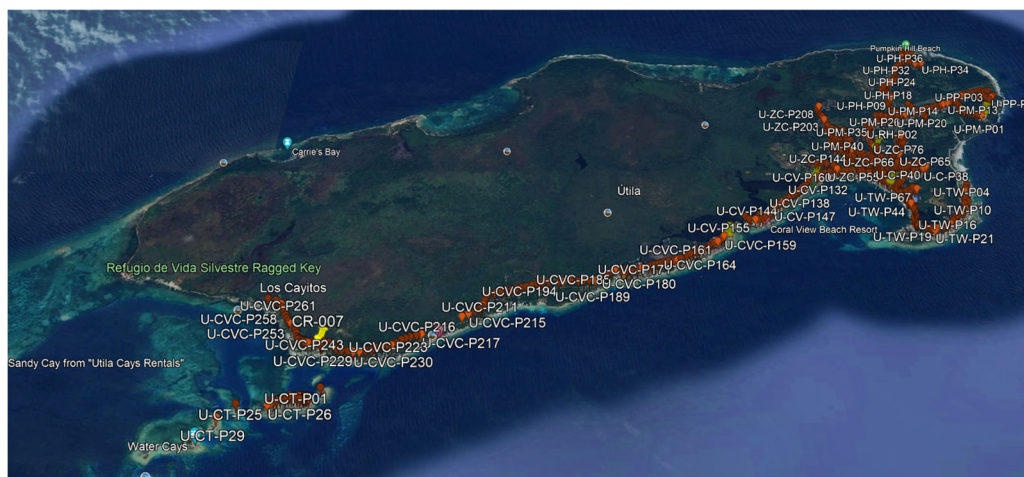 Pumpkin Hill Beach
U-PH-P36
U-PH-P32
U-PH-P34
U-PH-P24
U-PH-P18
U-PP-P03
U-PH-P09
U-PM-P14
U-PM-P13
U-ZC-P208
U-PM-P20
U-ZC-P203
U-PM-P01
U-PM-P35
U-RH-P02
U-PM-P40
U-ZC-P76
U-ZC-P144
U-ZC-P66
U-ZC-P65
U-CV-P160
U-C-P40
U-C-P38
U-CV-P132
U-TW-P04
U-TW-P67
U-CV-P138
U-TW-P44
U-TW-P10
U-CV-P144
U-CV-P147
U-TW-P16
Coral View Beach Resort
U-CV-P155
U-TW-P19
U-TW-P21
U-CVC-P159
U-CVC-P161
U-CVC-P164
Carrie's Bay
Útila
Refugio de Vida Silvestre Ragged Key
U-CVC-P185
U-CVC-P180
U-CVC-P194
U-CVC-P189
Los Cayitos
U-CVC-P261
U-CVC-P211
U-CVC-P215
U-CVC-P258
CR-007
U-CVC-P216
U-CVC-P253
U-CVC-P243
U-CVC-P223
U-CVC-P217
U-CVC-P229
U-CVC-P230
Sandy Cay from "Utila Cays Rentals"
U-CT-P01
U-CT-P25
U-CT-P26
U-CT-P29
Water Cays